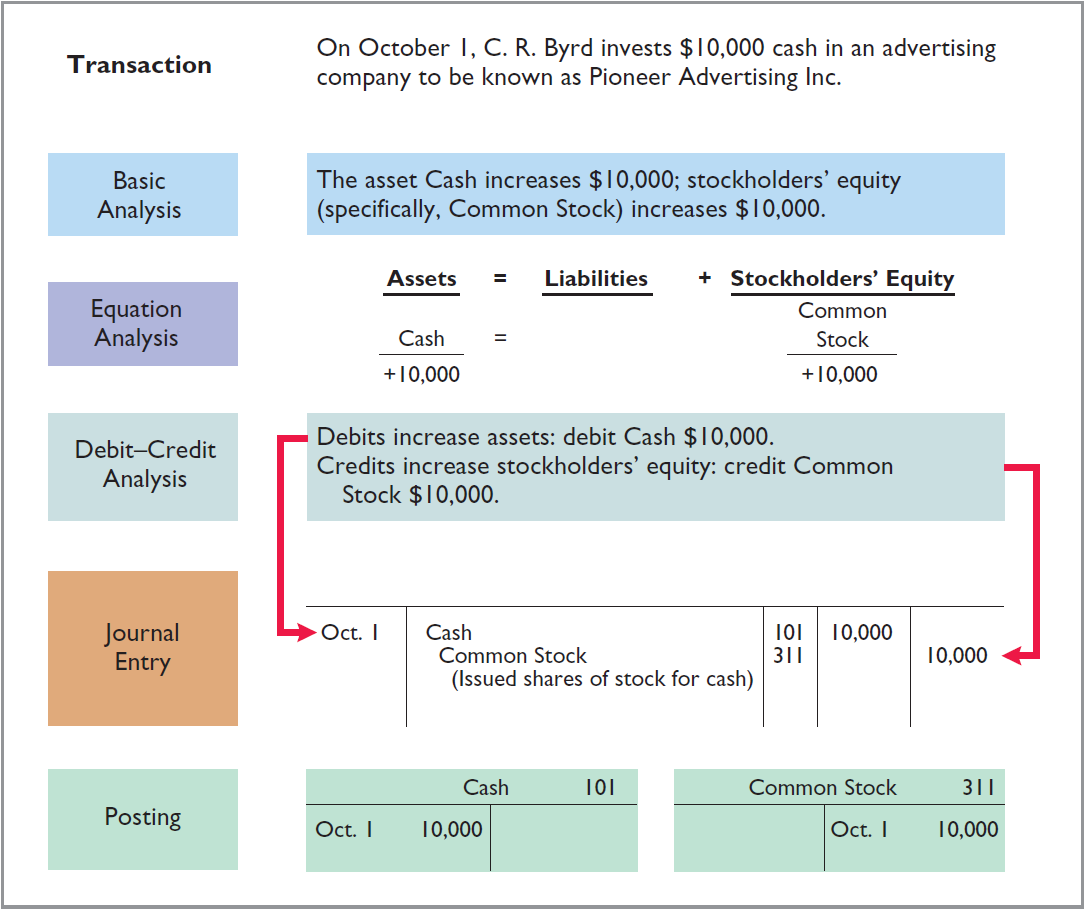 Transaction
On October 1, C. R. Byrd invests $10,000 cash in an advertising
company to be known as Pioneer Advertising Inc.
Basic
Analysis
The asset Cash increases $10,000; stockholders’ equity
(specifically, Common Stock) increases $10,000.
Equation
Analysis
Assets = Liabilities + Stockholders’ Equity
Common
Cash = Stock
+10,000 +10,000
Debit–Credit
Analysis
Debits increase assets: debit Cash $10,000.
Credits increase stockholders’ equity: credit Common
Stock $10,000.
Journal
Entry
Oct. 1 Cash 101 10,000
Common Stock 311 10,000
(Issued shares of stock for cash)
Posting
Cash 101
Oct. 1 10,000
Common Stock 311
Oct. 1 10,000